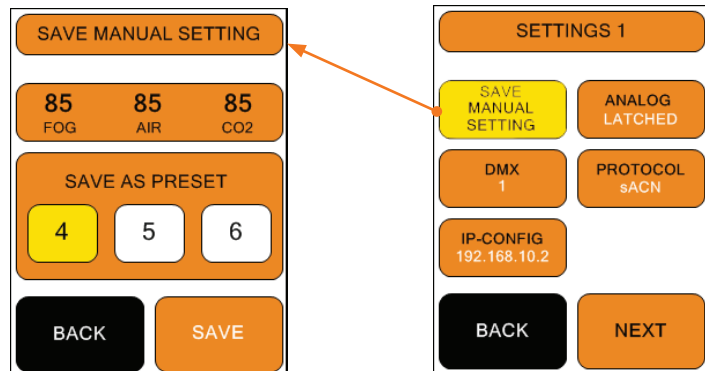 SAVE MANUAL SETTING
85 85 85
FOG AIR CO2
SAVE AS PRESET
4 5 6
BACK SAVE
SETTINGS 1
SAVE
MANUAL
SETTING
ANALOG
LATCHED
DMX
1
PROTOCOL
sACN
IP-CONFIG
192.168.10.2
BACK NEXT